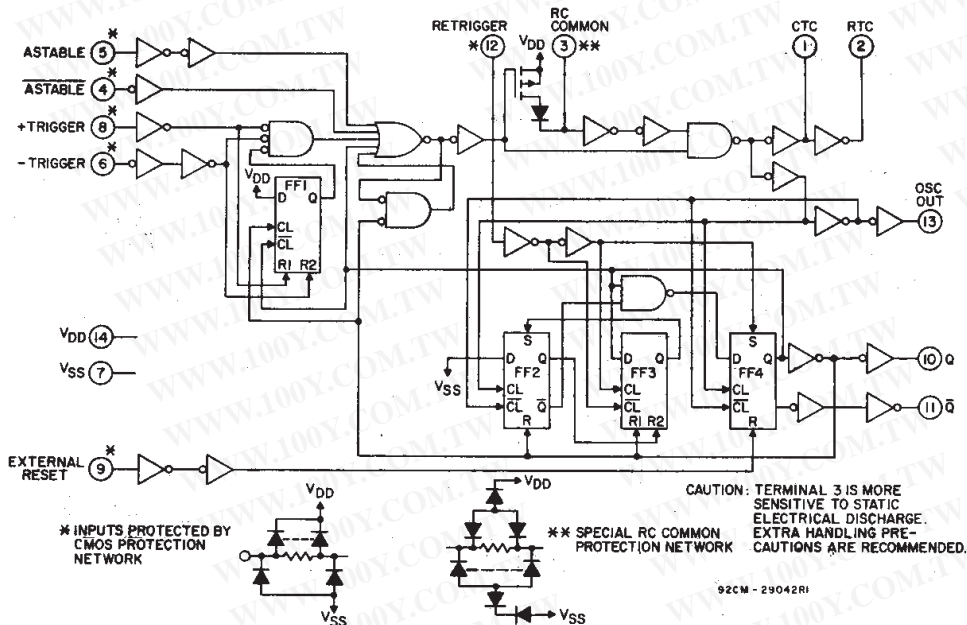 RETRIGGER
*12
RC
COMMON
3 **
CTC
1
RTC
2
VDD
ASTABLE 5 *
ASTABLE 4 *
+TRIGGER 8 *
-TRIGGER 6 *
VDD
FF1
D Q
CL
CL
R1 R2
OSC
OUT
13
VDD 14
VSS 7
VSS
S
D Q
FF2
CL
CL Q
R
D Q
FF3
CL
CL
R1 R2
S
D Q
FF4
CL
CL
R
10 Q
11 Q
EXTERNAL
RESET
9 *
* INPUTS PROTECTED BY
CMOS PROTECTION
NETWORK
VDD
VSS
VDD
** SPECIAL RC COMMON
PROTECTION NETWORK
VSS
CAUTION: TERMINAL 3 IS MORE
SENSITIVE TO STATIC
ELECTRICAL DISCHARGE.
EXTRA HANDLING PRE-
CAUTIONS ARE RECOMMENDED.
92CM-29042R1
WWW.100Y.COM.TW